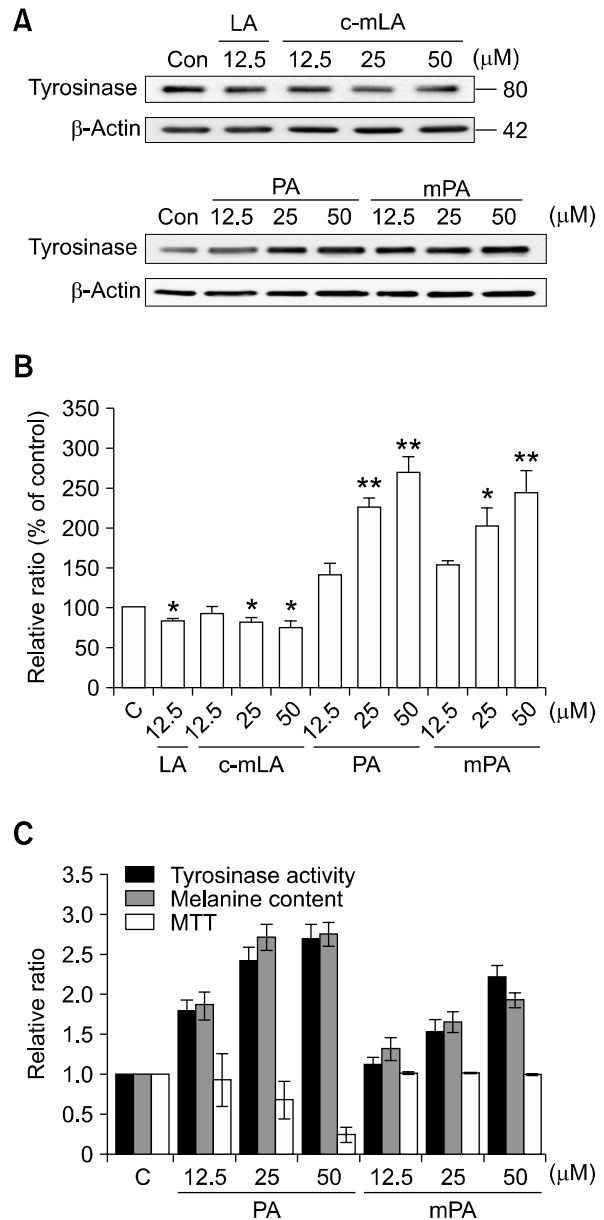 A
LA c-mLA
Con 12.5 12.5 25 50 (μM)
Tyrosinase 80
β-Actin 42
PA mPA
Con 12.5 25 50 12.5 25 50 (μM)
Tyrosinase
β-Actin
B
Relative ratio (% of control)
350
300
250
200
150
100
50
0
* * * ** ** * **
C 12.5 12.5 25 50 12.5 25 50 12.5 25 50 (μM)
LA c-mLA PA mPA
C
Relative ratio
3.5
3.0
2.5
2.0
1.5
1.0
0.5
0.0
Tyrosinase activity
Melanine content
MTT
C 12.5 25 50 12.5 25 50 (μM)
PA mPA